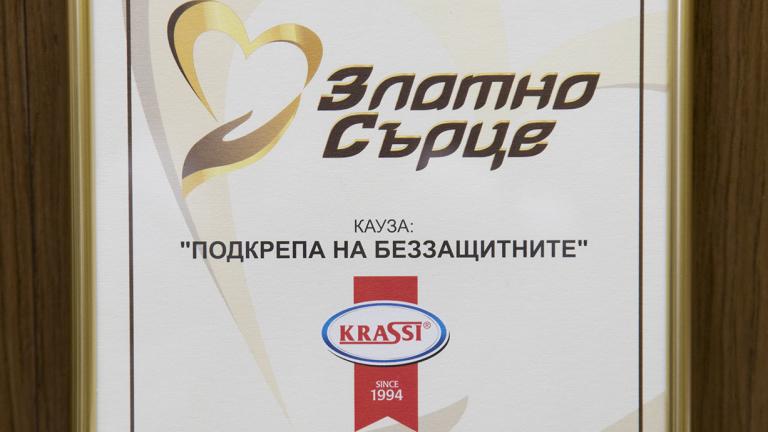 Златно
Сърце
КАУЗА:
"ПОДКРЕПА НА БЕЗЗАЩИТНИТЕ"
KRASSI®
SINCE
1994